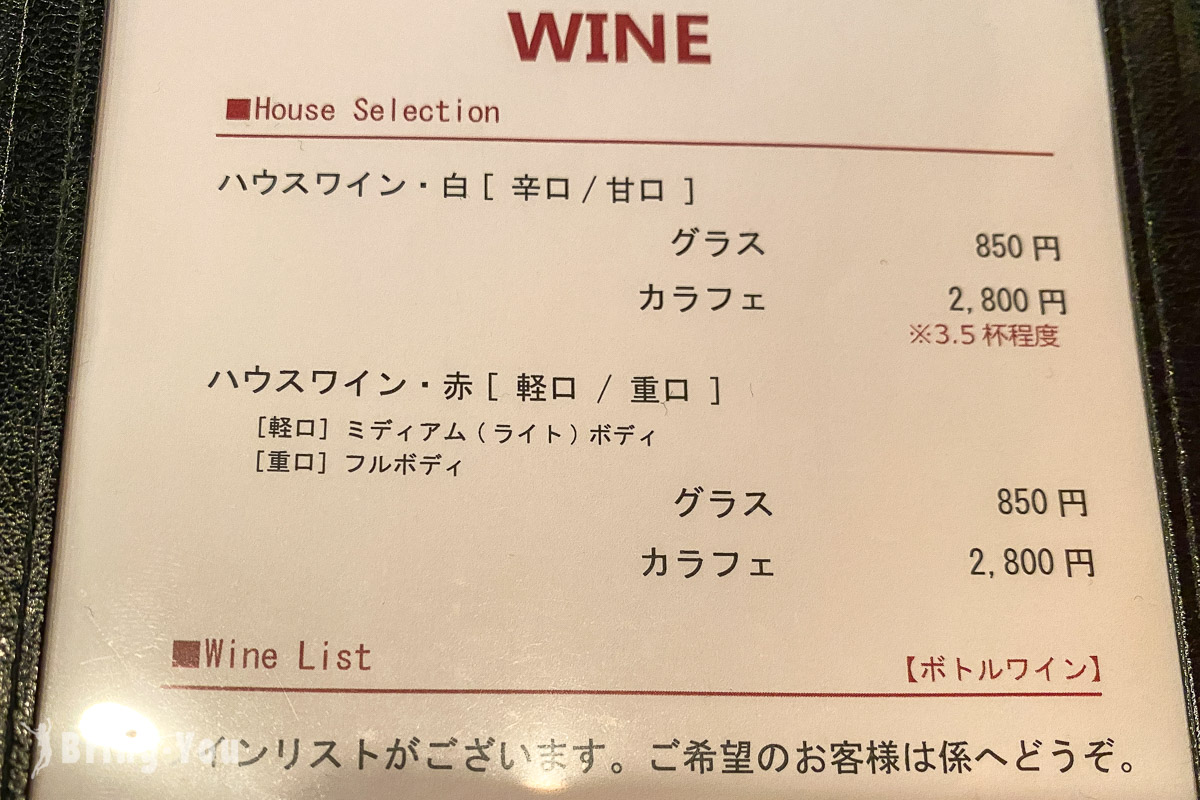 WINE
■House Selection
ハウスワイン・白 [ 辛口 / 甘口 ]
グラス 850 円
カラフェ 2,800 円
※3.5 杯程度
ハウスワイン・赤 [ 軽口 / 重口 ]
[軽口] ミディアム ( ライト ) ボディ
[重口] フルボディ
グラス 850 円
カラフェ 2,800 円
■Wine List 【ボトルワイン】
インリストがございます。ご希望のお客様は係へどうぞ。
Bring You